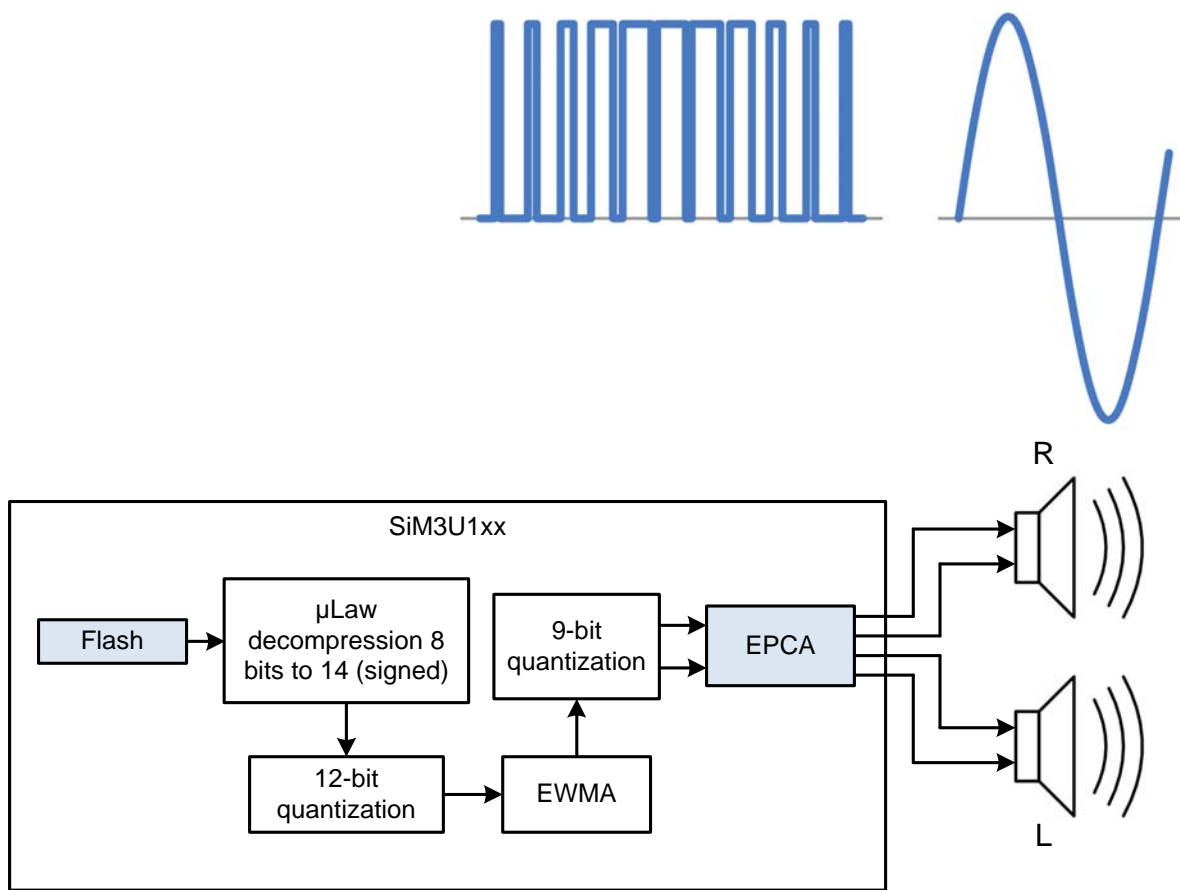 R
SiM3U1xx
Flash
µLaw
decompression 8
bits to 14 (signed)
9-bit
quantization
EPCA
12-bit
quantization
EWMA
L